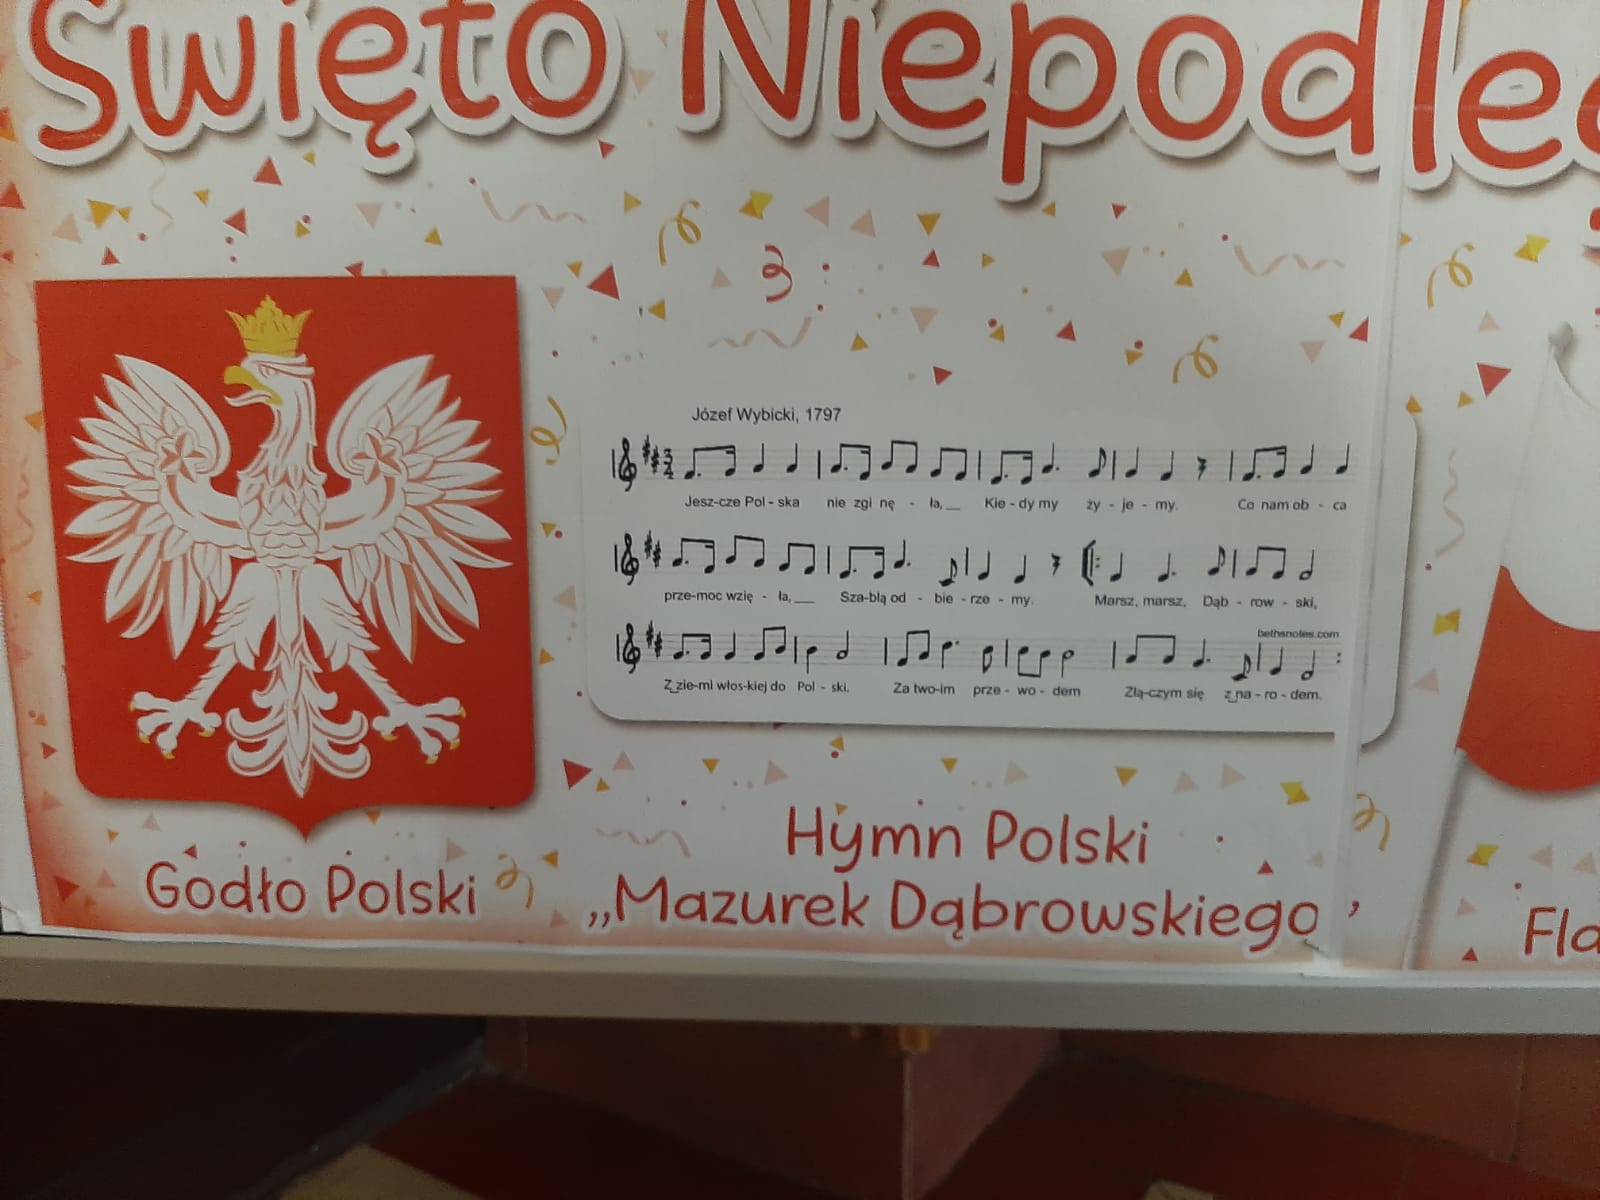 Święto Niepodleg
Józef Wybicki, 1797
Jesz-cze Pol - ska nie zgi nę - ła, __ Kie - dy my ży - je - my. Co nam ob - ca
prze-moc wzię - ła, __ Sza-blą od - bie - rze - my. Marsz, marsz, Dąb - row - ski,
bethsnotes.com
Z zie-mi włos-kiej do Pol - ski. Za two-im prze - wo - dem Złą-czym się z na - ro - dem.
Hymn Polski
„Mazurek Dąbrowskiego ’
Godło Polski
Fla